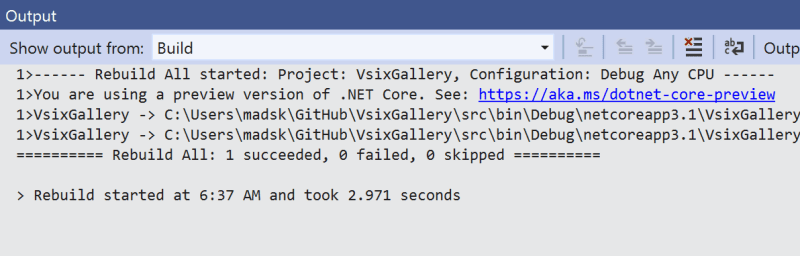 Output
Show output from: Build Outp
1>------ Rebuild All started: Project: VsixGallery, Configuration: Debug Any CPU ------
1>You are using a preview version of .NET Core. See: https://aka.ms/dotnet-core-preview
1>VsixGallery -> C:\Users\madsk\GitHub\VsixGallery\src\bin\Debug\netcoreapp3.1\VsixGallery
1>VsixGallery -> C:\Users\madsk\GitHub\VsixGallery\src\bin\Debug\netcoreapp3.1\VsixGallery
========== Rebuild All: 1 succeeded, 0 failed, 0 skipped ==========
> Rebuild started at 6:37 AM and took 2.971 seconds